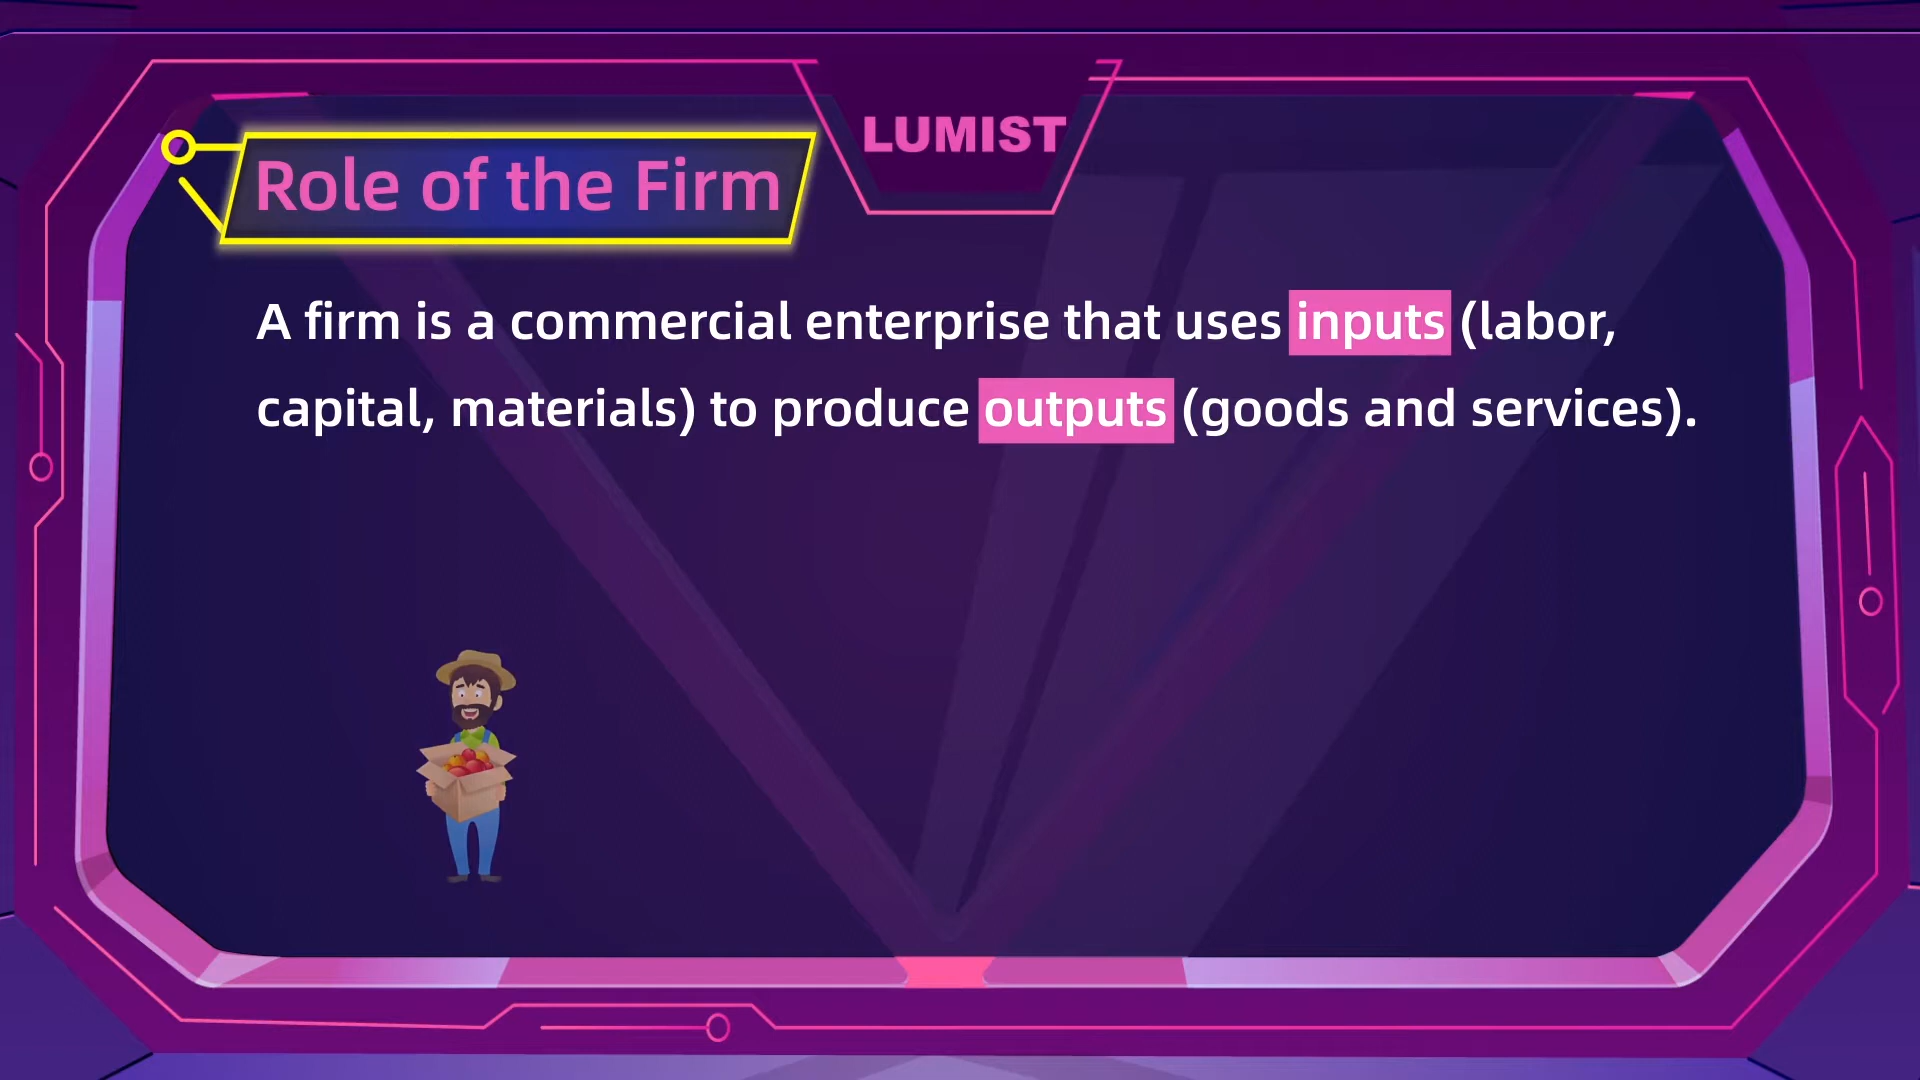 LUMIST
Role of the Firm
A firm is a commercial enterprise that uses inputs (labor,
capital, materials) to produce outputs (goods and services).